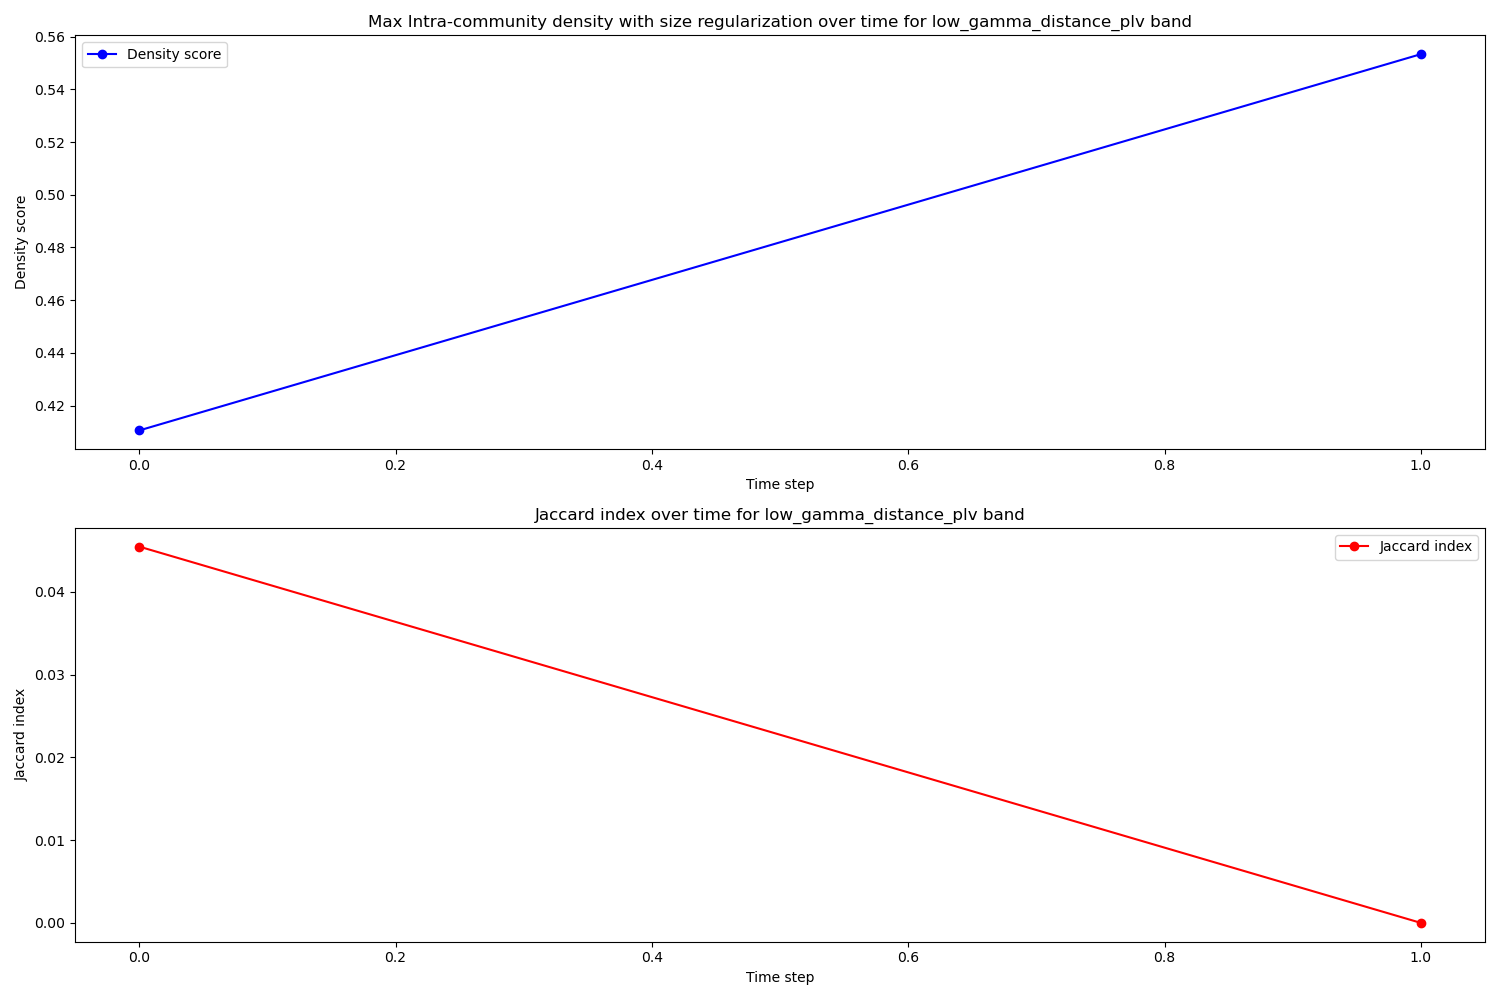 Max Intra-community density with size regularization over time for low_gamma_distance_plv band
Density score
Density score
0.56
0.54
0.52
0.50
0.48
0.46
0.44
0.42
0.0 0.2 0.4 0.6 0.8 1.0
Time step
Jaccard index over time for low_gamma_distance_plv band
Jaccard index
Jaccard index
0.04
0.03
0.02
0.01
0.00
0.0 0.2 0.4 0.6 0.8 1.0
Time step